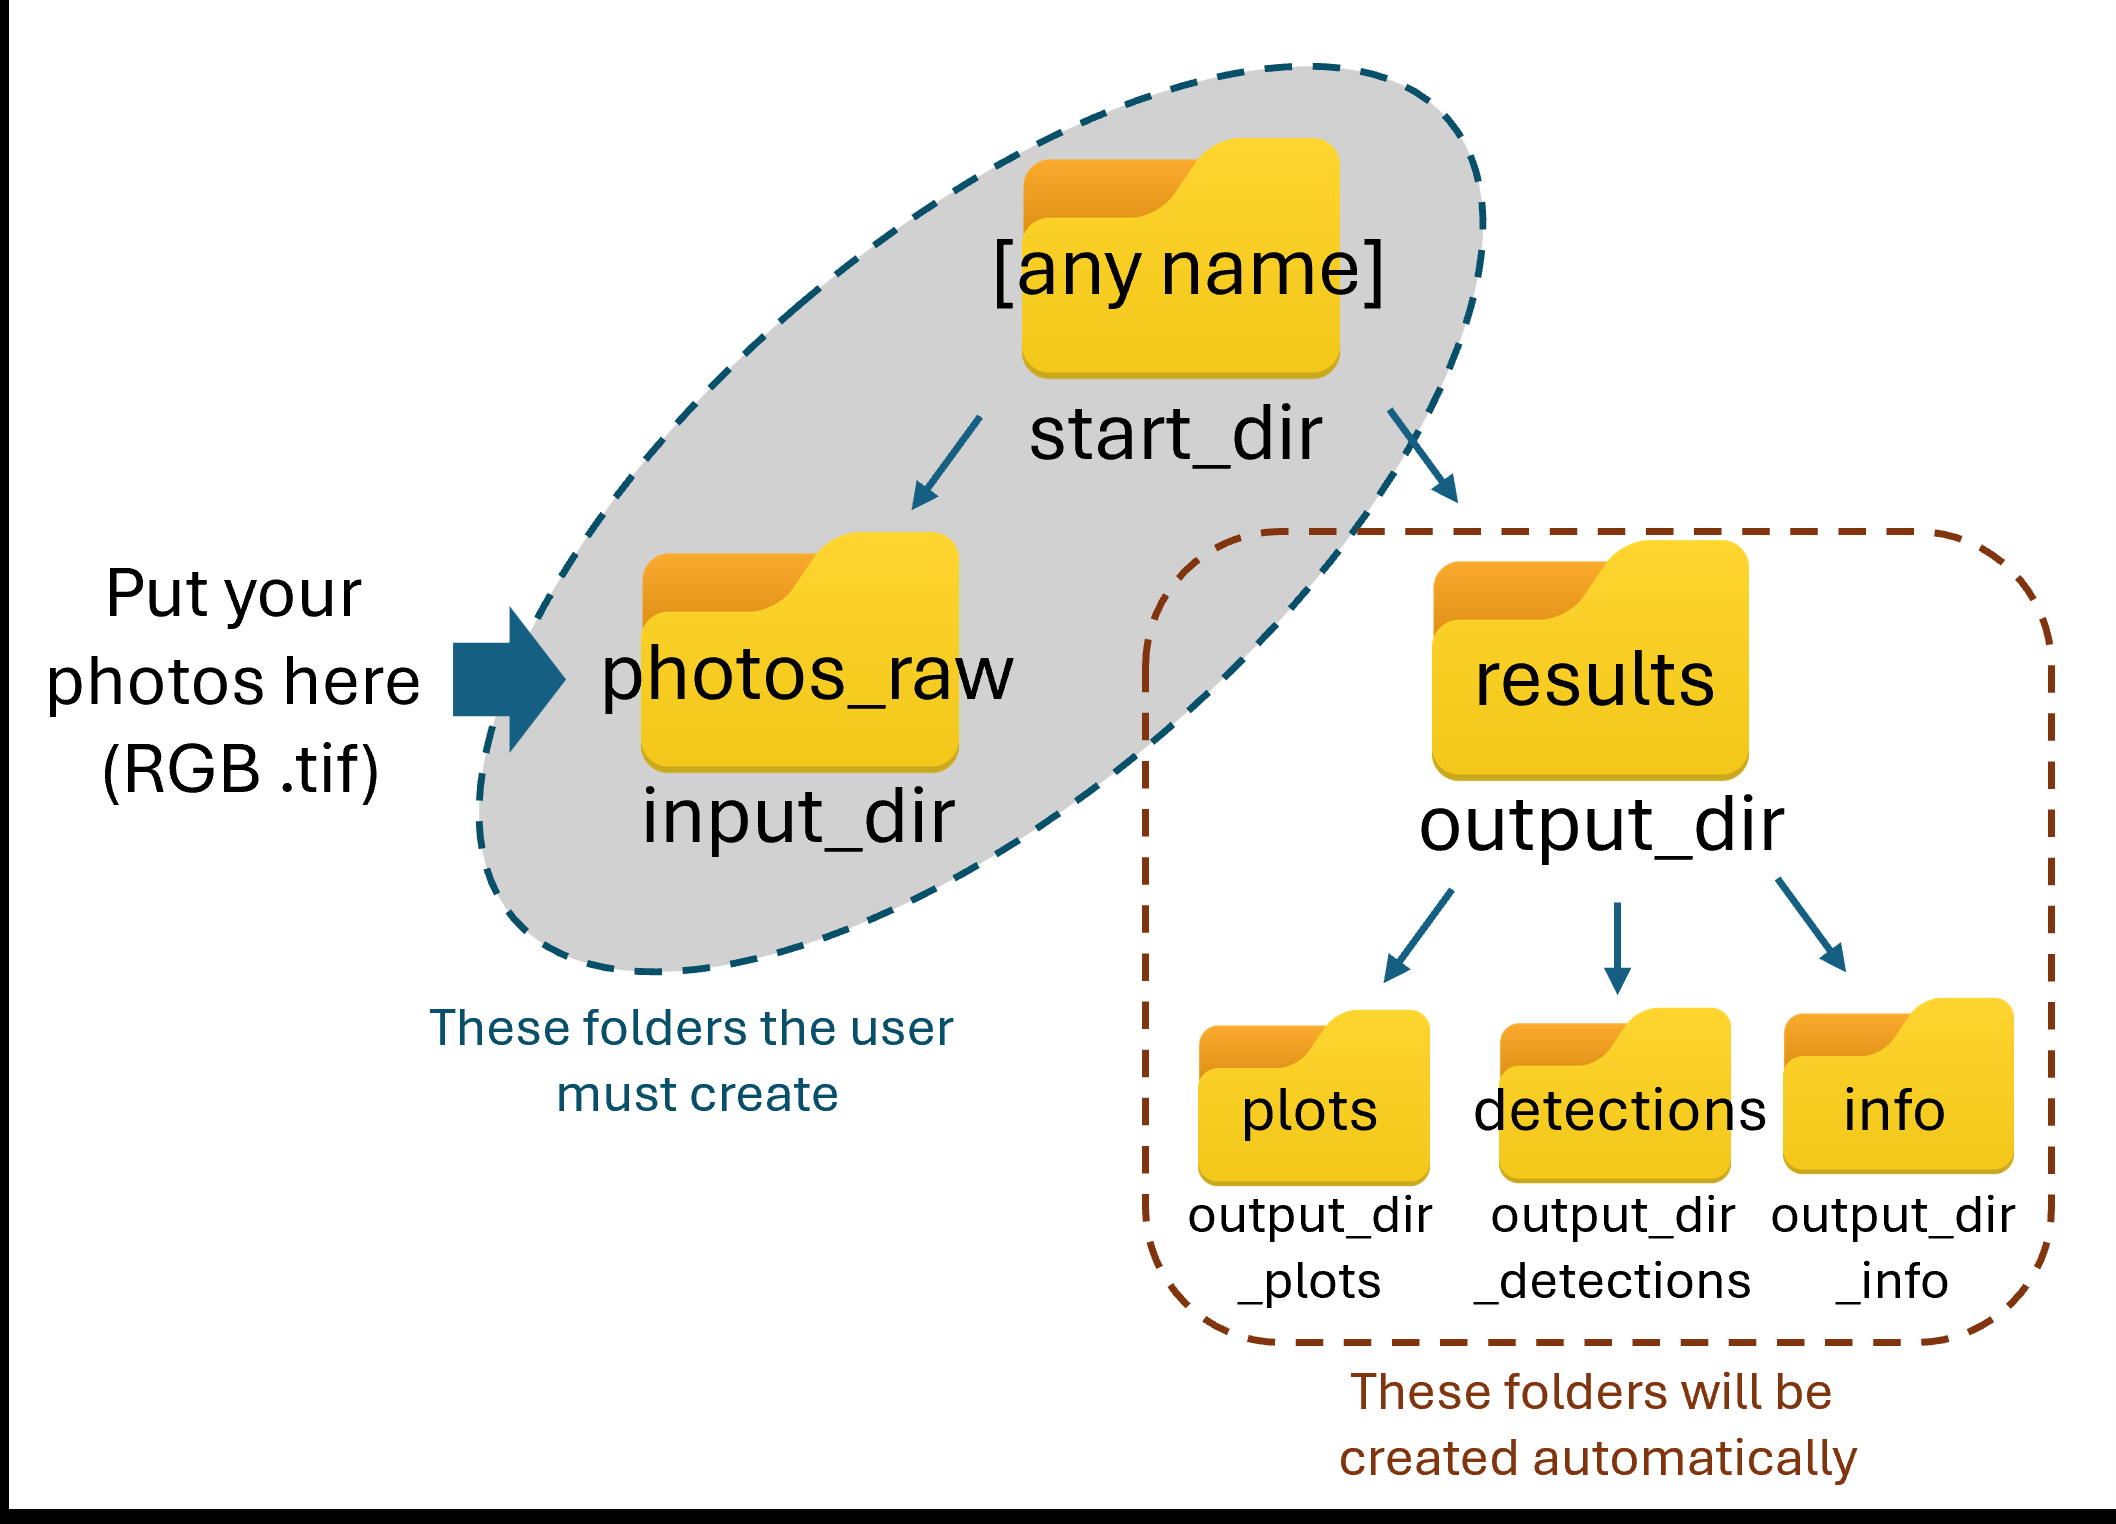 [any name]
start_dir
Put your
photos here
(RGB .tif)
photos_raw
input_dir
These folders the user
must create
results
output_dir
plots
output_dir
_plots
detections
output_dir
_detections
info
output_dir
_info
These folders will be
created automatically